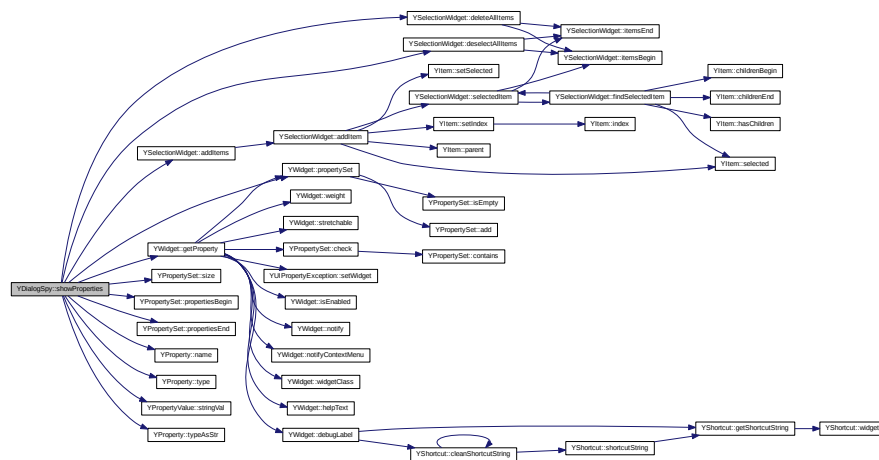 YSelectionWidget::deleteAllItems
YSelectionWidget::itemsEnd
YSelectionWidget::deselectAllItems
YSelectionWidget::itemsBegin
YItem::setSelected
YItem::childrenBegin
YSelectionWidget::selectedItem
YSelectionWidget::findSelectedItem
YItem::childrenEnd
YItem::setIndex
YItem::index
YItem::hasChildren
YSelectionWidget::addItem
YItem::parent
YSelectionWidget::addItems
YItem::selected
YWidget::propertySet
YWidget::weight
YPropertySet::isEmpty
YWidget::stretchable
YPropertySet::add
YWidget::getProperty
YPropertySet::check
YPropertySet::contains
YPropertySet::size
YUIPropertyException::setWidget
YDialogSpy::showProperties
YPropertySet::propertiesBegin
YWidget::isEnabled
YPropertySet::propertiesEnd
YWidget::notify
YProperty::name
YWidget::notifyContextMenu
YProperty::type
YWidget::widgetClass
YPropertyValue::stringVal
YWidget::helpText
YProperty::typeAsStr
YWidget::debugLabel
YShortcut::getShortcutString
YShortcut::widget
YShortcut::cleanShortcutString
YShortcut::shortcutString